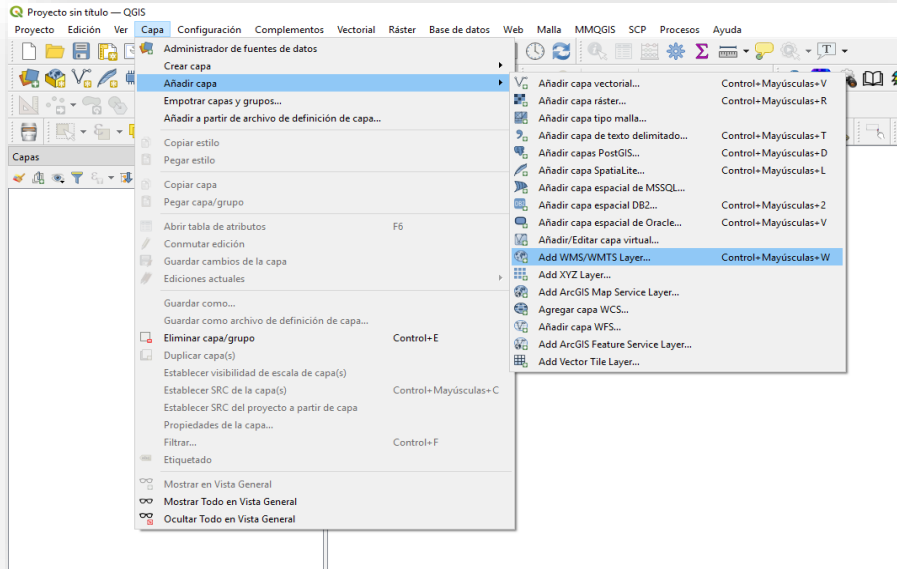 Proyecto sin título — QGIS
Proyecto Edición Ver Capa Configuración Complementos Vectorial Ráster Base de datos Web Malla MMQGIS SCP Procesos Ayuda
Administrador de fuentes de datos
Crear capa
Añadir capa
Empotrar capas y grupos...
Añadir a partir de archivo de definición de capa...
Copiar estilo
Pegar estilo
Copiar capa
Pegar capa/grupo
Abrir tabla de atributos F6
Conmutar edición
Guardar cambios de la capa
Ediciones actuales
Guardar como...
Guardar como archivo de definición de capa...
Eliminar capa/grupo Control+E
Duplicar capa(s)
Establecer visibilidad de escala de capa(s)
Establecer SRC de la capa(s) Control+Mayúsculas+C
Establecer SRC del proyecto a partir de capa
Propiedades de la capa...
Filtrar... Control+F
Etiquetado
Mostrar en Vista General
Mostrar Todo en Vista General
Ocultar Todo en Vista General
Capas
Añadir capa vectorial... Control+Mayúsculas+V
Añadir capa ráster... Control+Mayúsculas+R
Añadir capa tipo malla...
Añadir capa de texto delimitado... Control+Mayúsculas+T
Añadir capas PostGIS... Control+Mayúsculas+D
Añadir capa SpatiaLite... Control+Mayúsculas+L
Añadir capa espacial de MSSQL...
Añadir capa espacial DB2... Control+Mayúsculas+2
Añadir capa espacial de Oracle... Control+Mayúsculas+V
Añadir/Editar capa virtual...
Add WMS/WMTS Layer... Control+Mayúsculas+W
Add XYZ Layer...
Add ArcGIS Map Service Layer...
Agregar capa WCS...
Añadir capa WFS...
Add ArcGIS Feature Service Layer...
Add Vector Tile Layer...